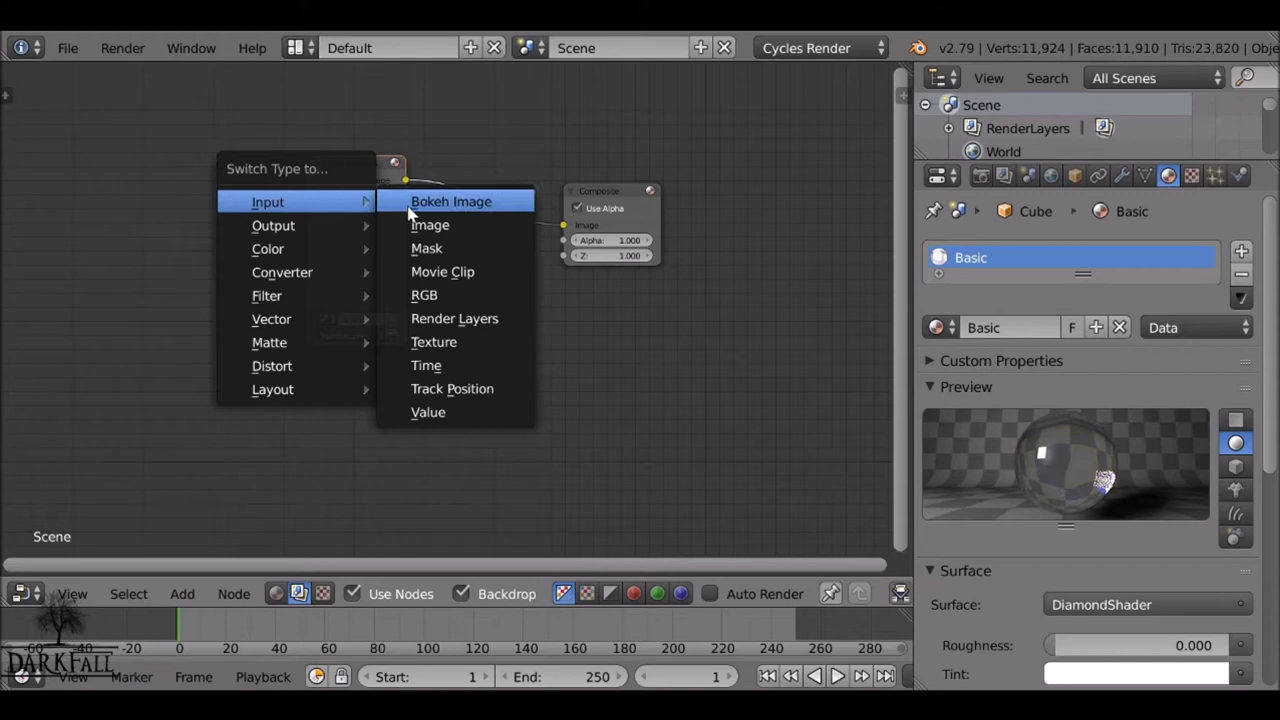 File Render Window Help Default Scene Cycles Render v2.79 | Verts:11,924 | Faces:11,910 | Tris:23,820 | Obje
View Search All Scenes
Scene
RenderLayers
World
Switch Type to...
Input
Output
Color
Converter
Filter
Vector
Matte
Distort
Layout
Bokeh Image
Image
Mask
Movie Clip
RGB
Render Layers
Texture
Time
Track Position
Value
Composite
Use Alpha
Image
Alpha: 1.000
Z: 1.000
Cube Basic
Basic
Basic F Data
Custom Properties
Preview
Surface
Surface: DiamondShader
Roughness: 0.000
Tint:
Scene
View Select Add Node Use Nodes Backdrop Auto Render
-60 -40 -20 0 20 40 60 80 100 120 140 160 180 200 220 240 260 280
DARKFALL
View Marker Frame Playback Start: 1 End: 250 1